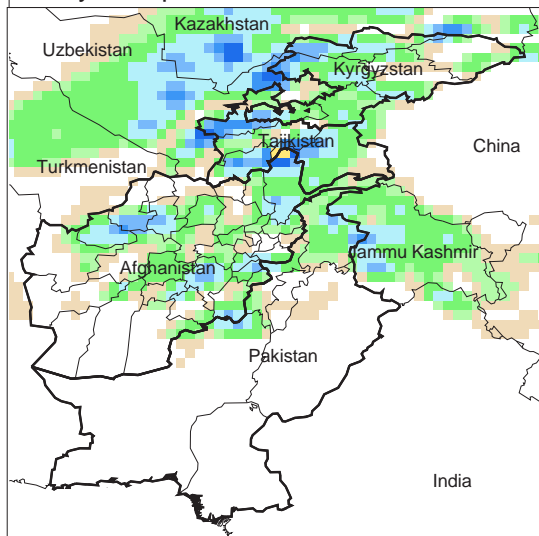 Kazakhstan
Uzbekistan
Kyrgyzstan
Tajikistan
China
Turkmenistan
Jammu Kashmir
Afghanistan
Pakistan
India